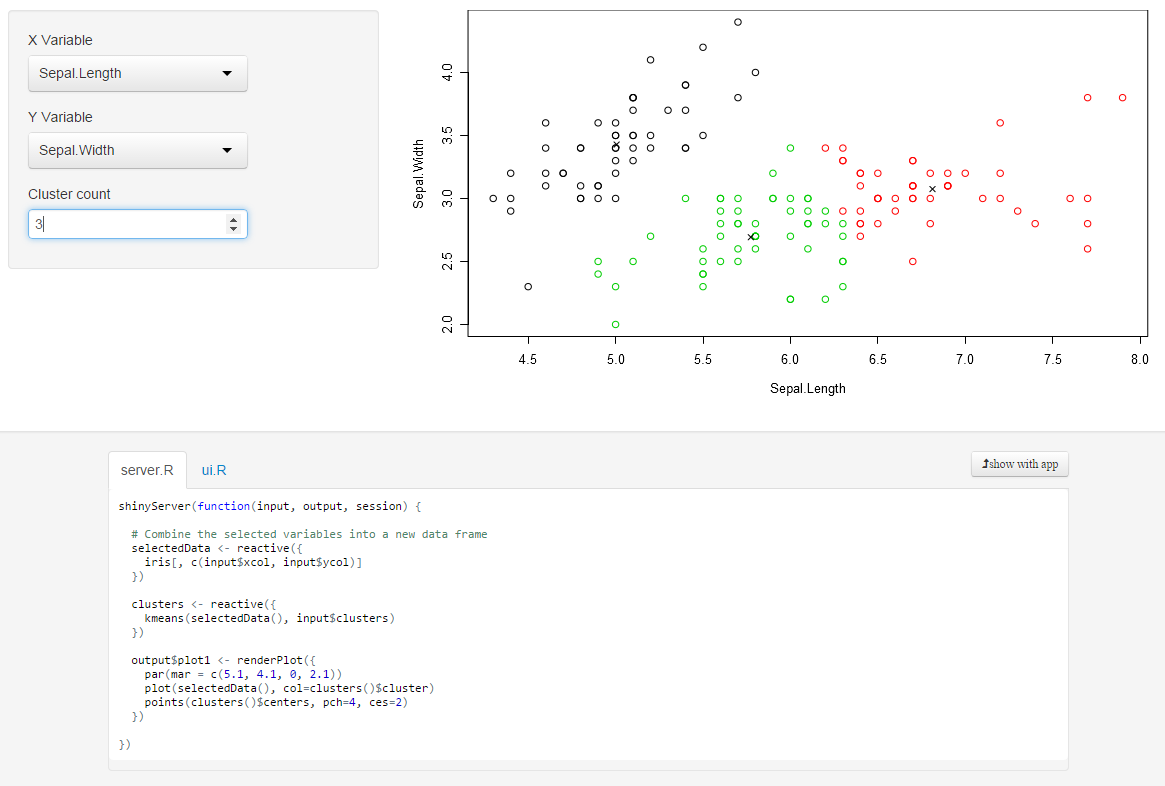 X Variable
Sepal.Length
Y Variable
Sepal.Width
Cluster count
3
Sepal.Width
4.0
3.5
3.0
2.5
2.0
4.5 5.0 5.5 6.0 6.5 7.0 7.5 8.0
Sepal.Length
server.R ui.R
show with app
shinyServer(function(input, output, session) {
# Combine the selected variables into a new data frame
selectedData <- reactive({
iris[, c(input$xcol, input$ycol)]
})
clusters <- reactive({
kmeans(selectedData(), input$clusters)
})
output$plot1 <- renderPlot({
par(mar = c(5.1, 4.1, 0, 2.1))
plot(selectedData(), col=clusters()$cluster)
points(clusters()$centers, pch=4, ces=2)
})
})